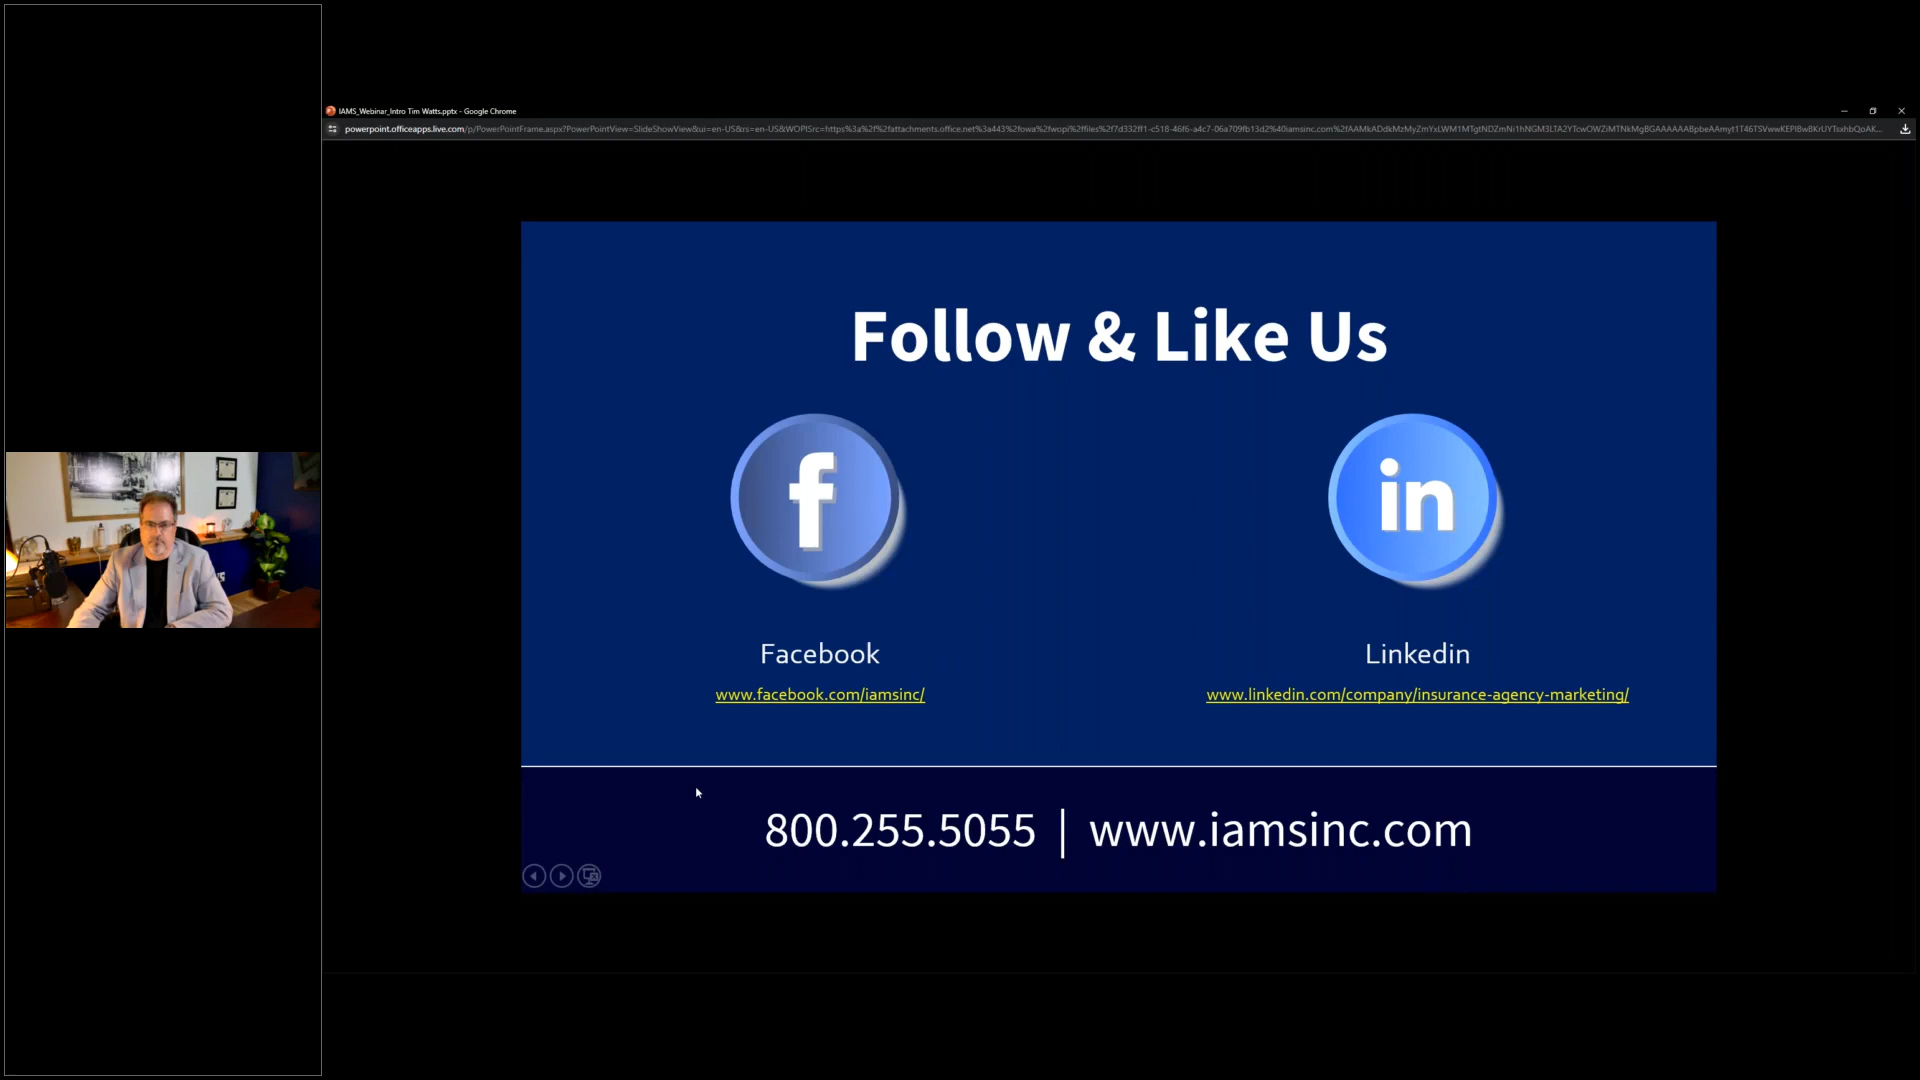 IAMS_Webinar_Intro Tim Watts.pptx - Google Chrome
Follow & Like Us
f
in
Facebook
Linkedin
www.facebook.com/iamsinc/
www.linkedin.com/company/insurance-agency-marketing/
800.255.5055 | www.iamsinc.com